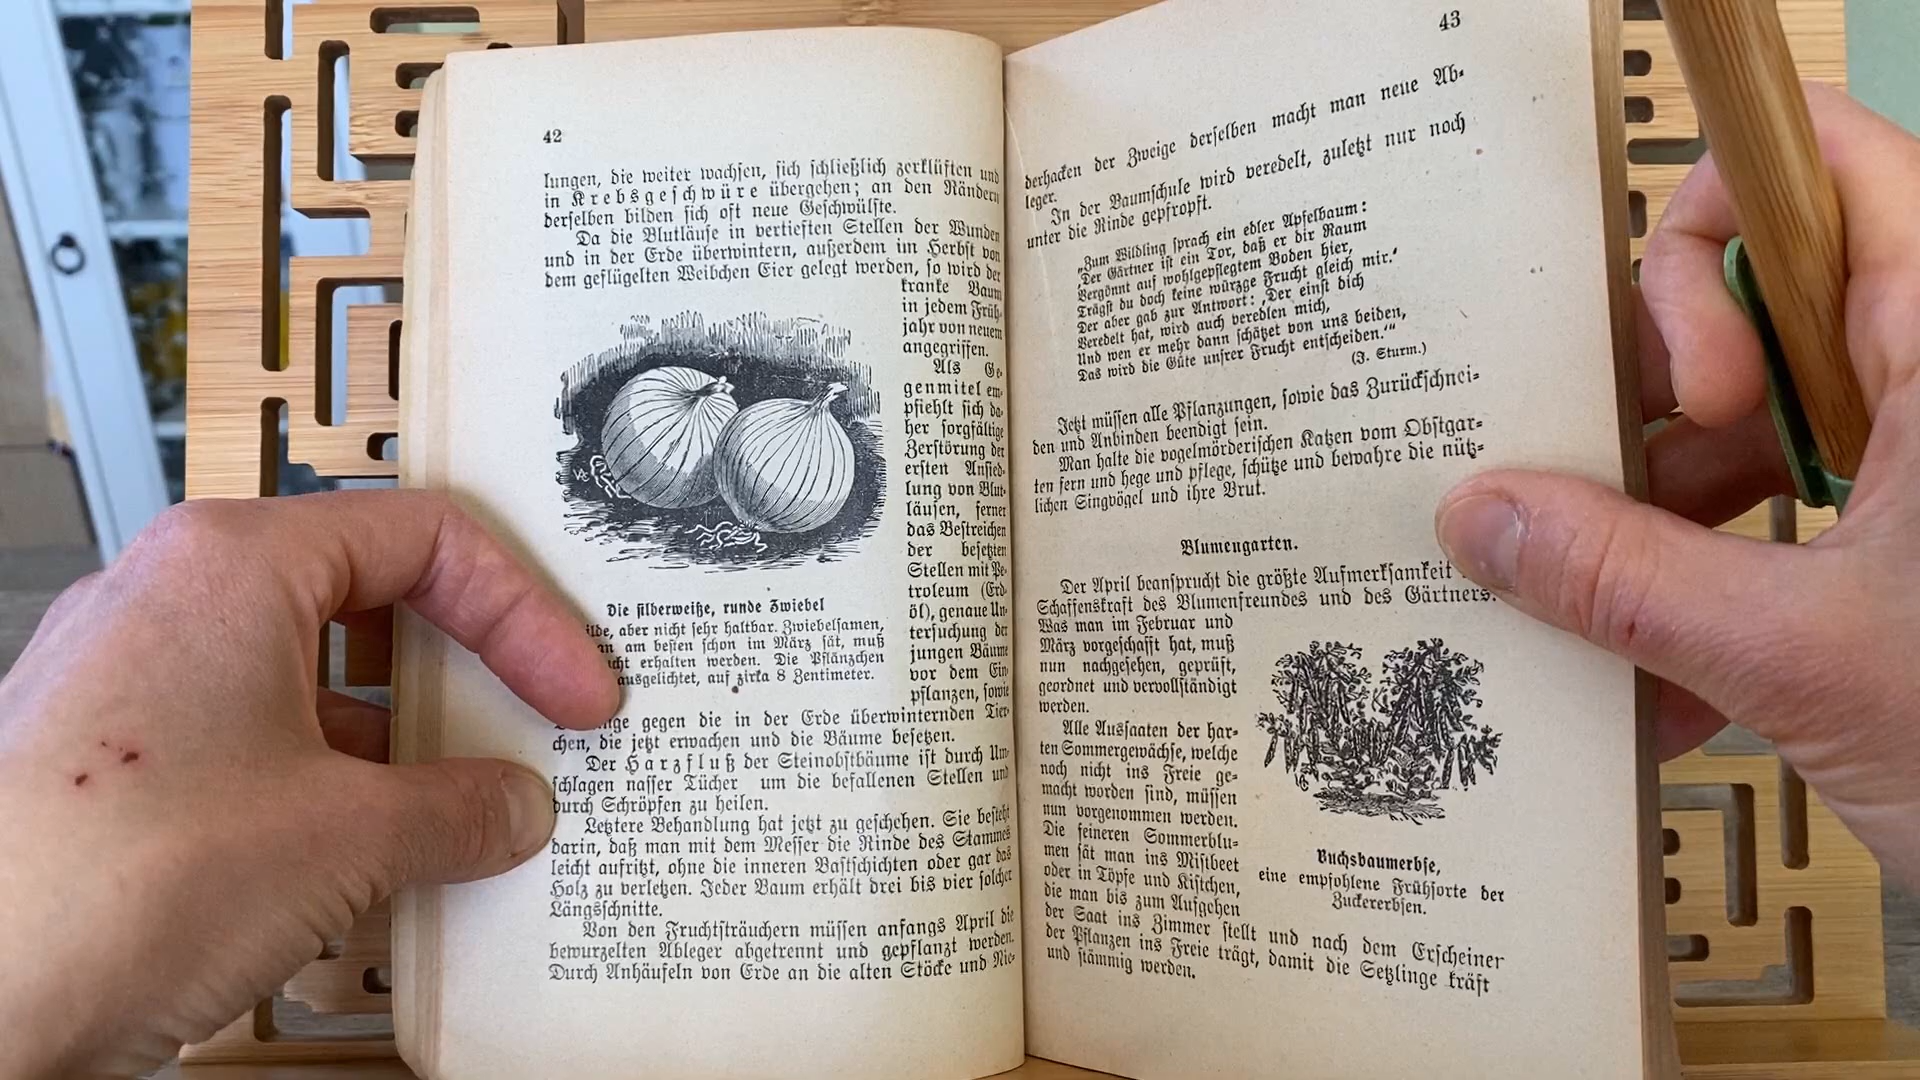 42
lungen, die weiter wachsen, sich schließlich zerklüften und
in Krebsgeschwüre übergehen; an den Rändern
derselben bilden sich oft neue Geschwülste.
Da die Blutläuse in vertieften Stellen der Wunden
und in der Erde überwintern, außerdem im Herbst von
dem geflügelten Weibchen Eier gelegt werden, so wird der
kranke Baum
in jedem Früh-
jahr von neuem
angegriffen.
Als Ge-
genmittel em-
pfiehlt sich da-
her sorgfältige
Zerstörung der
ersten Ansied-
lung von Blut-
läusen, ferner
das Bestreichen
der besetzten
Stellen mit Pe-
troleum (Erd-
öl), genaue Un-
tersuchung der
jungen Bäume
vor dem Ein-
pflanzen, sowie
Die silberweiße, runde Zwiebel
ilde, aber nicht sehr haltbar. Zwiebelsamen,
an am besten schon im März sät, muß
cht erhalten werden. Die Pflänzchen
ausgelichtet, auf zirka 8 Zentimeter.
nge gegen die in der Erde überwinternden Tier-
chen, die jetzt erwachen und die Bäume besetzen.
Der Harzfluß der Steinobstbäume ist durch Um-
schlagen nasser Tücher um die befallenen Stellen und
durch Schröpfen zu heilen.
Letztere Behandlung hat jetzt zu geschehen. Sie besteht
darin, daß man mit dem Messer die Rinde des Stammes
leicht aufritzt, ohne die inneren Bastschichten oder gar das
Holz zu verletzen. Jeder Baum erhält drei bis vier solcher
Längsschnitte.
Von den Fruchtsträuchern müssen anfangs April die
bewurzelten Ableger abgetrennt und gepflanzt werden.
Durch Anhäufeln von Erde an die alten Stöcke und Nie-
43
derhacken der Zweige derselben macht man neue Ab-
leger.
In der Baumschule wird veredelt, zuletzt nur noch
unter die Rinde gepfropft.
„Zum Wildling sprach ein edler Apfelbaum:
‚Der Gärtner ist ein Tor, daß er dir Raum
Vergönnt auf wohlgepflegtem Boden hier,
Trägst du doch keine würzge Frucht gleich mir.‘
Der aber gab zur Antwort: ‚Der einst dich
Veredelt hat, wird auch veredlen mich,
Und wen er mehr dann schätzet von uns beiden,
Das wird die Güte unsrer Frucht entscheiden.‘“
(J. Sturm.)
Jetzt müssen alle Pflanzungen, sowie das Zurückschnei-
den und Anbinden beendigt sein.
Man halte die vogelmörderischen Katzen vom Obstgar-
ten fern und hege und pflege, schütze und bewahre die nütz-
lichen Singvögel und ihre Brut.
Blumengarten.
Der April beansprucht die größte Aufmerksamkeit
Schaffenskraft des Blumenfreundes und des Gärtners.
Was man im Februar und
März vorgeschafft hat, muß
nun nachgesehen, geprüft,
geordnet und vervollständigt
werden.
Alle Aussaaten der har-
ten Sommergewächse, welche
noch nicht ins Freie ge-
macht worden sind, müssen
nun vorgenommen werden.
Die feineren Sommerblu-
men sät man ins Mistbeet
oder in Töpfe und Kistchen,
die man bis zum Aufgehen
der Saat ins Zimmer stellt und nach dem Erscheinen
der Pflanzen ins Freie trägt, damit die Setzlinge kräft
und stämmig werden.
Buchsbaumerbse,
eine empfohlene Frühsorte der
Zuckererbsen.